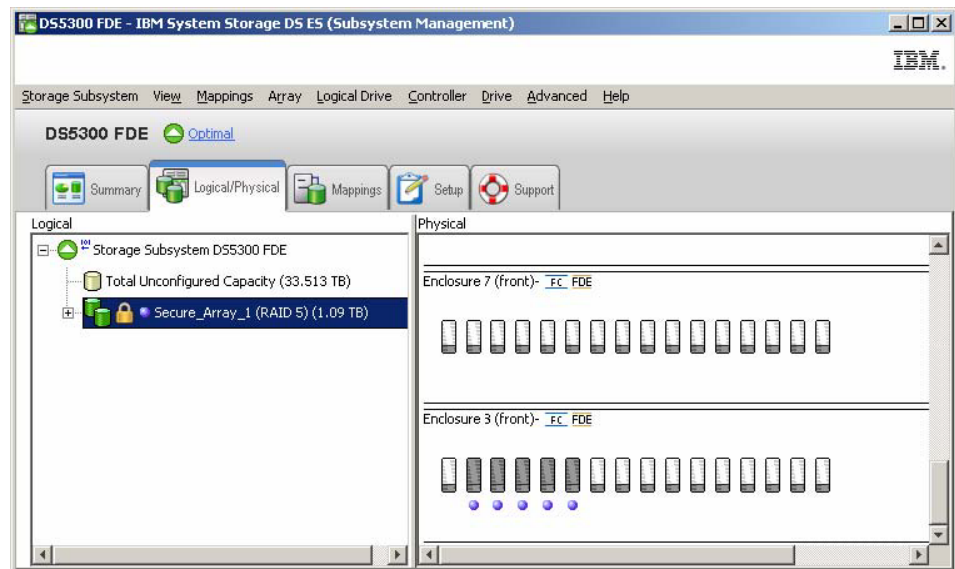 DS5300 FDE - IBM System Storage DS ES (Subsystem Management)
IBM.
Storage Subsystem View Mappings Array Logical Drive Controller Drive Advanced Help
DS5300 FDE Optimal
Summary Logical/Physical Mappings Setup Support
Logical
Storage Subsystem DS5300 FDE
Total Unconfigured Capacity (33.513 TB)
Secure_Array_1 (RAID 5) (1.09 TB)
Physical
Enclosure 7 (front)- FC FDE
Enclosure 3 (front)- FC FDE